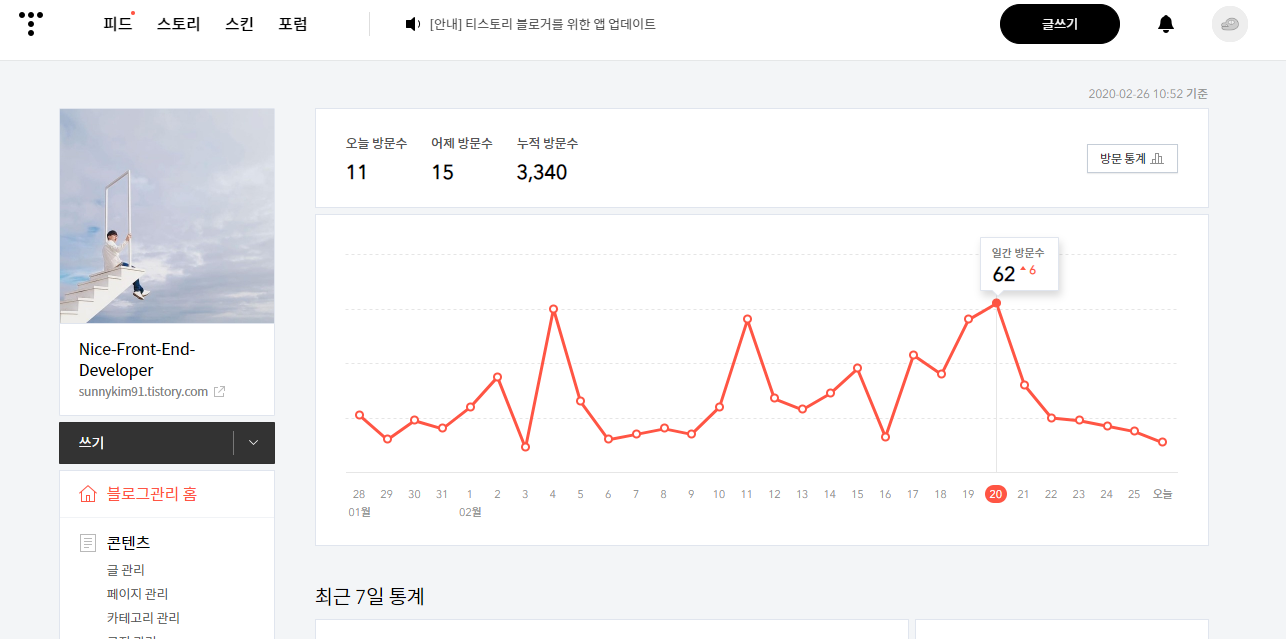 피드 스토리 스킨 포럼 [안내] 티스토리 블로거를 위한 앱 업데이트 글쓰기
2020-02-26 10:52 기준
오늘 방문수 어제 방문수 누적 방문수
11 15 3,340
방문 통계
일간 방문수
62 6
28 29 30 31 1 2 3 4 5 6 7 8 9 10 11 12 13 14 15 16 17 18 19 20 21 22 23 24 25 오늘
01월 02월
Nice-Front-End-
Developer
sunnykim91.tistory.com
쓰기
블로그관리 홈
콘텐츠
글 관리
페이지 관리
카테고리 관리
최근 7일 통계